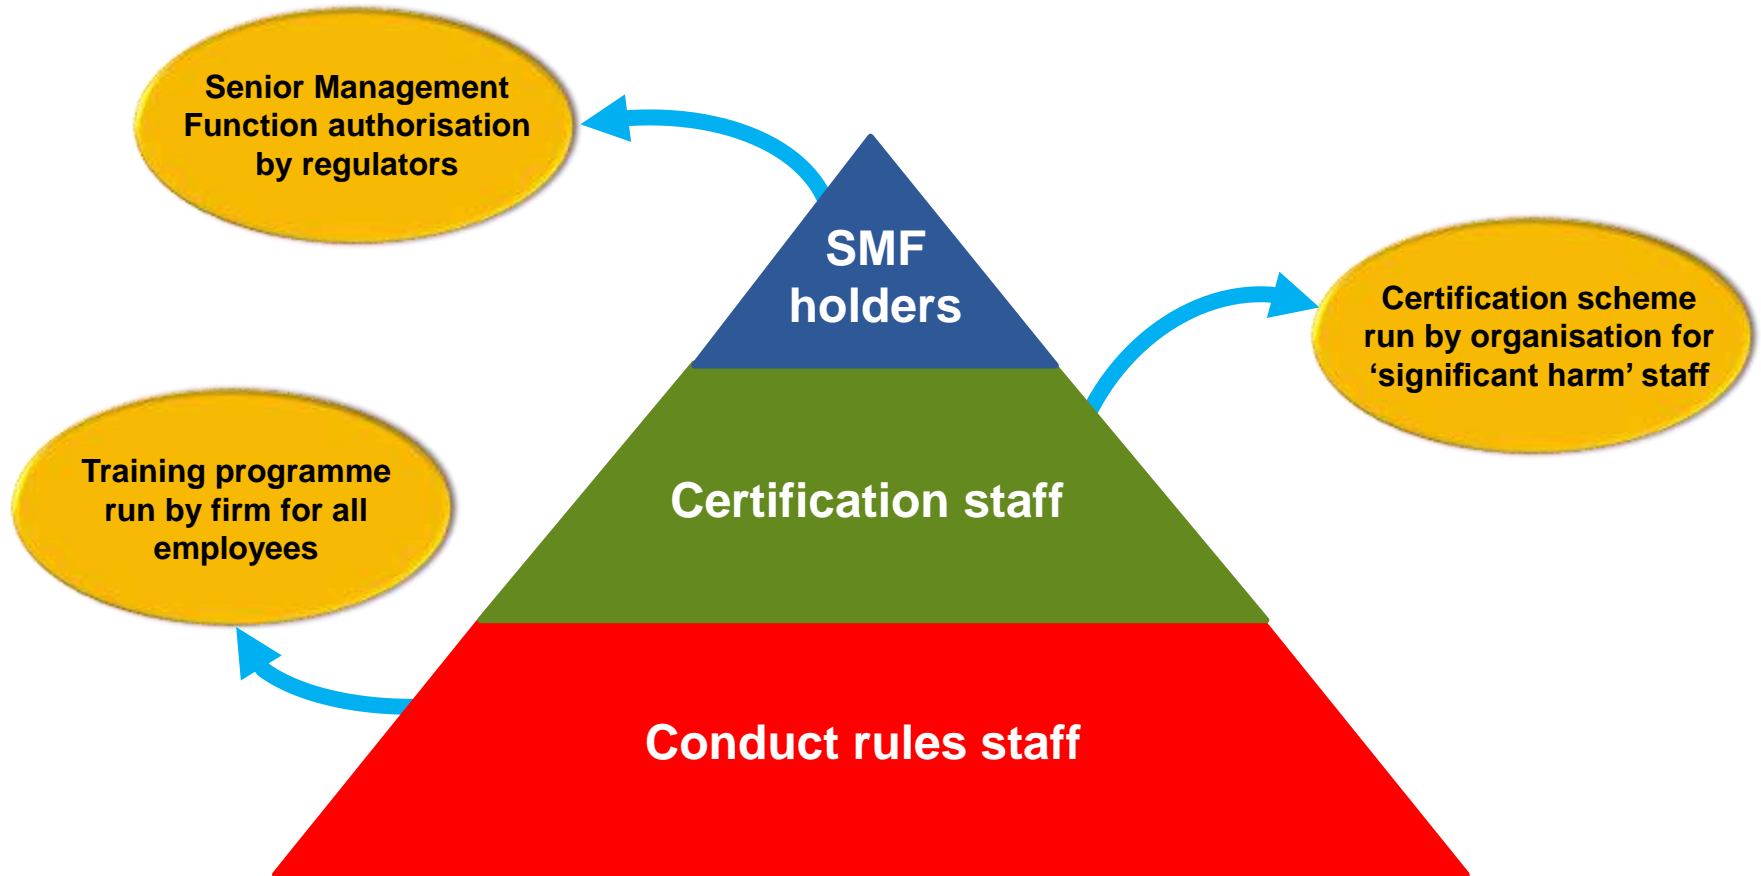 Senior Management
Function authorisation
by regulators
SMF
holders
Certification scheme
run by organisation for
‘significant harm’ staff
Training programme
run by firm for all
employees
Certification staff
Conduct rules staff